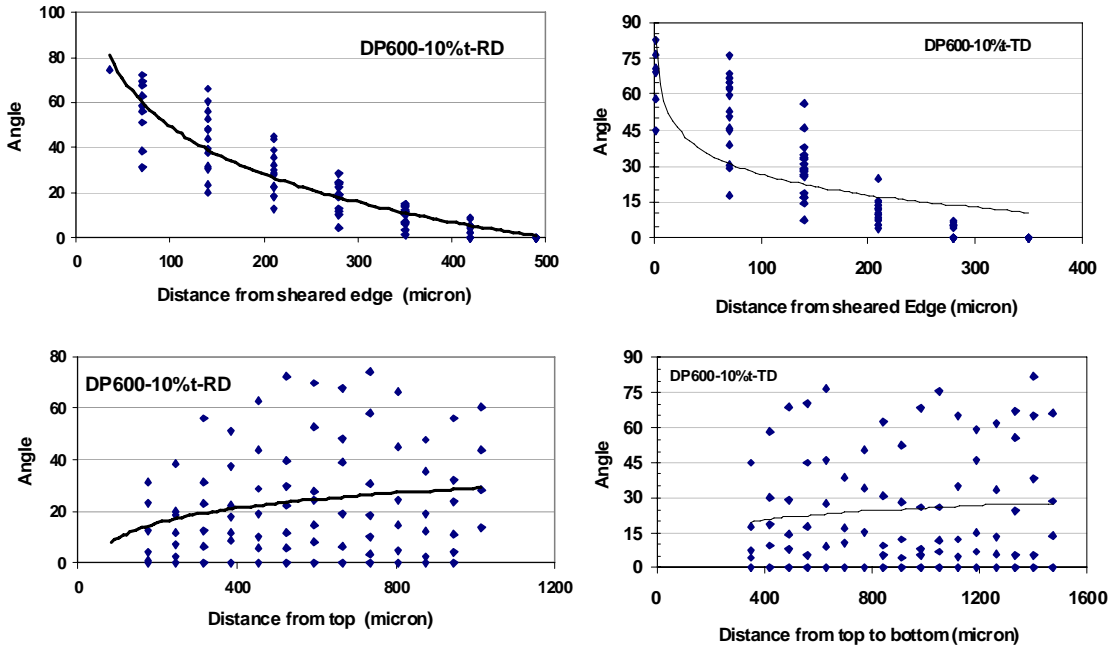 100
80
60
40
20
0
Angle
DP600-10%t-RD
0 100 200 300 400 500
Distance from sheared edge (micron)
90
75
60
45
30
15
0
Angle
DP600-10%t-TD
0 100 200 300 400
Distance from sheared Edge (micron)
80
60
40
20
0
Angle
DP600-10%t-RD
0 400 800 1200
Distance from top (micron)
90
75
60
45
30
15
0
Angle
DP600-10%t-TD
0 400 800 1200 1600
Distance from top to bottom (micron)